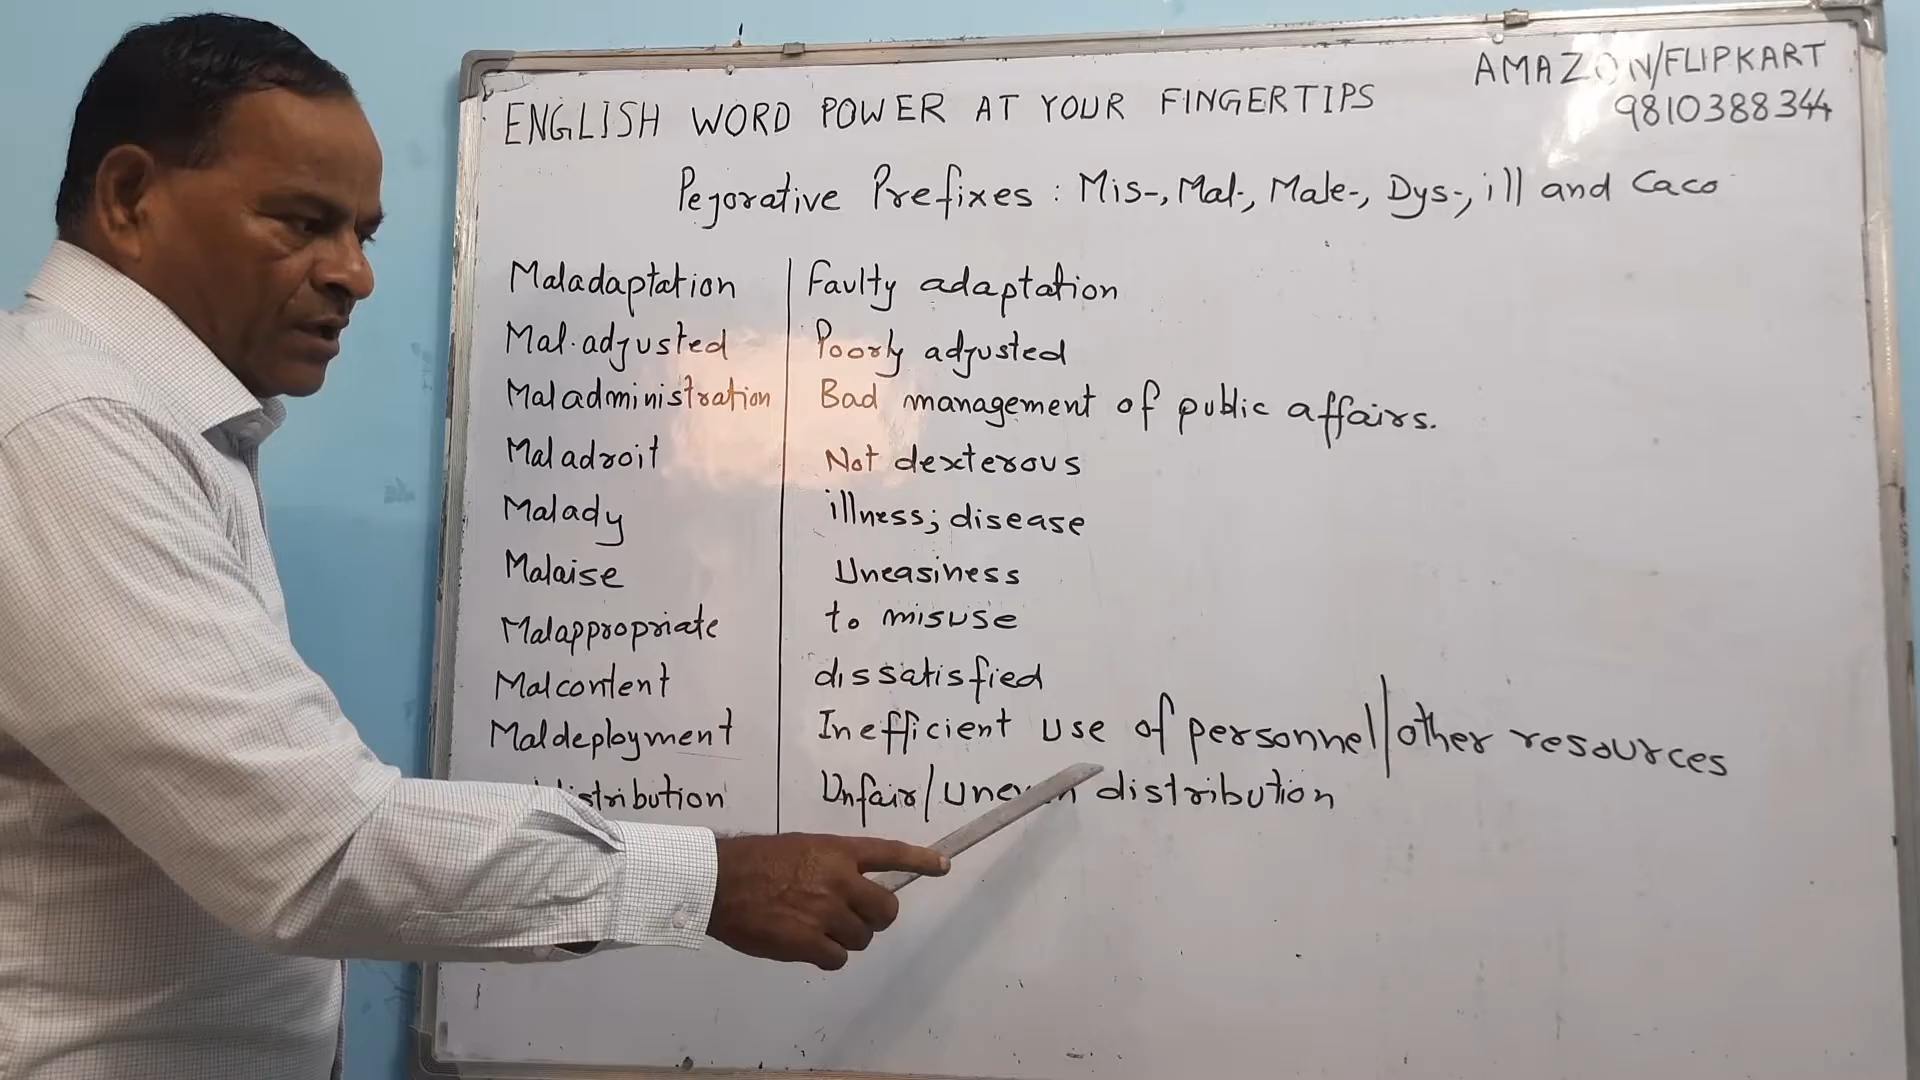 AMAZON/FLIPKART
ENGLISH WORD POWER AT YOUR FINGERTIPS 9810388344
Pejorative Prefixes : Mis-, Mal-, Male-, Dys-, ill and Caco
Maladaptation | Faulty adaptation
Mal.adjusted | Poorly adjusted
Maladministration | Bad management of public affairs.
Maladroit | Not dexterous
Malady | illness; disease
Malaise | Uneasiness
Malappropriate | to misuse
Malcontent | dissatisfied
Maldeployment | Inefficient use of personnel/other resources
Unfair/uneven distribution